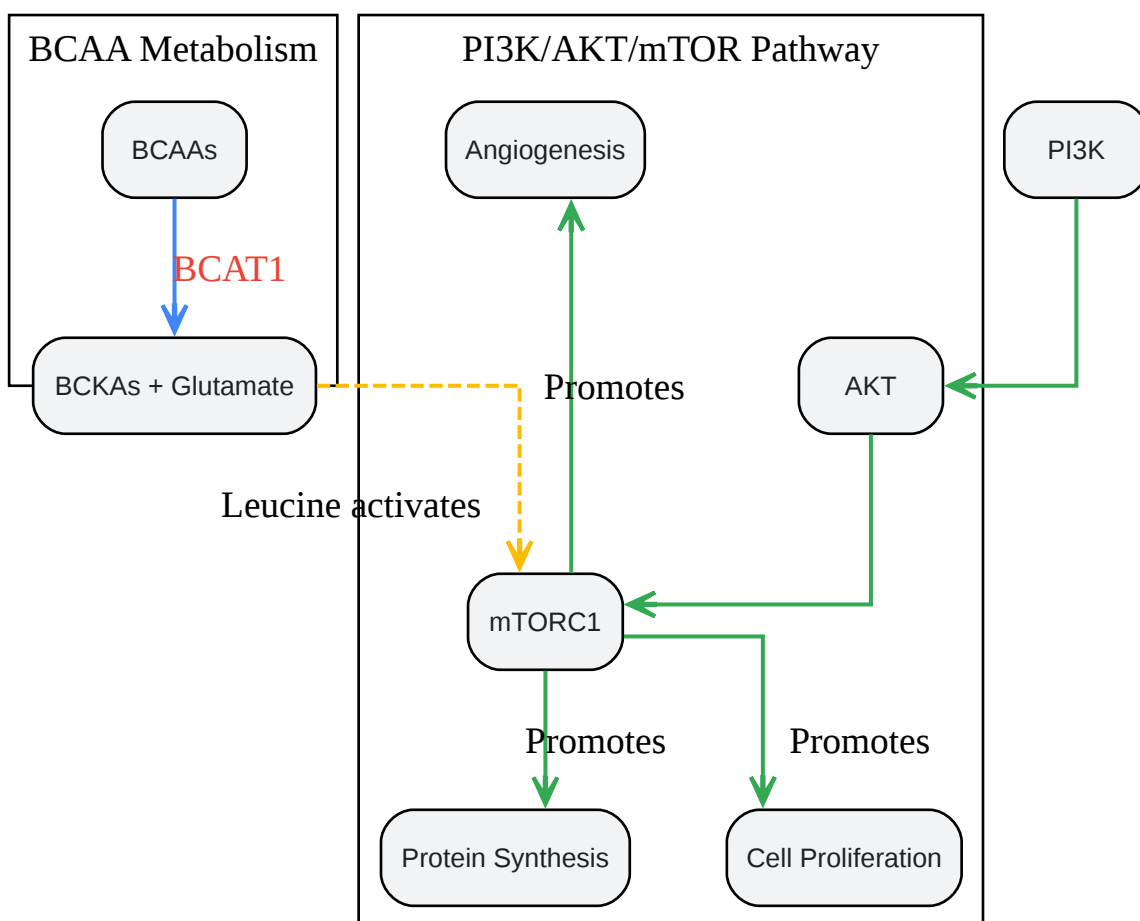 BCAA Metabolism
PI3K/AKT/mTOR Pathway
BCAAs
Angiogenesis
PI3K
BCAT1
BCKAs + Glutamate
Promotes
AKT
Leucine activates
mTORC1
Promotes
Promotes
Protein Synthesis
Cell Proliferation